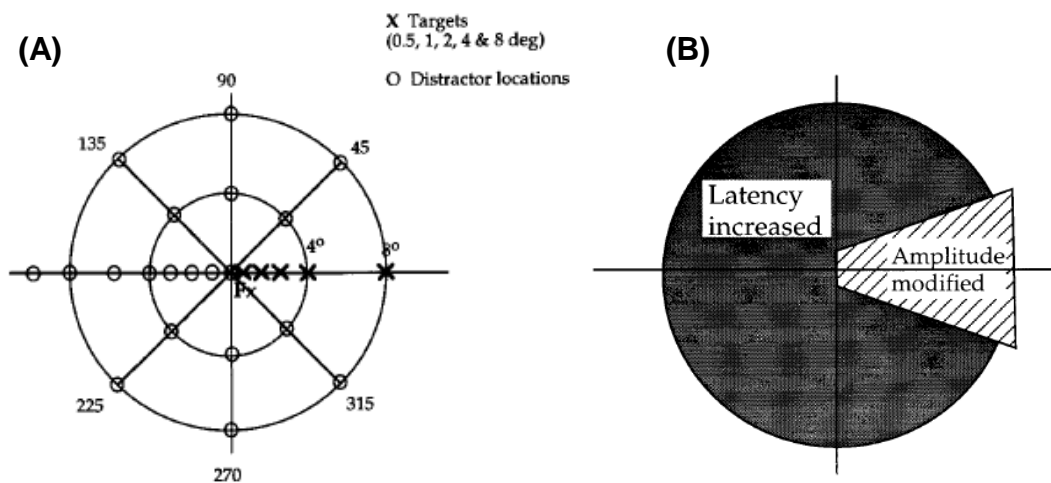 (A)
X Targets
(0.5, 1, 2, 4 & 8 deg)
O Distractor locations
90
135
45
4°
8°
Fx
225
315
270
(B)
Latency
increased
Amplitude
modified